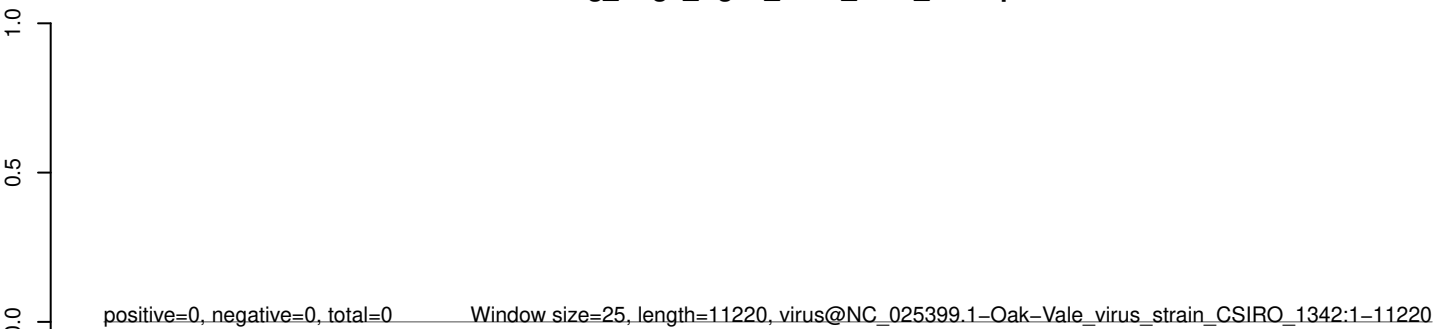 1.0
0.5
0.0
positive=0, negative=0, total=0 Window size=25, length=11220, virus@NC_025399.1−Oak−Vale_virus_strain_CSIRO_1342:1−11220